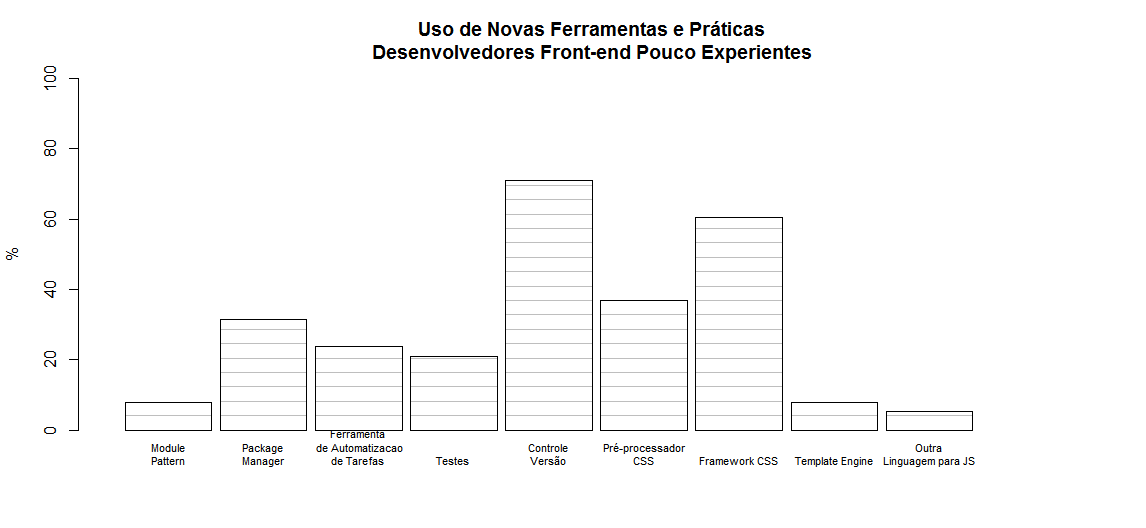 Uso de Novas Ferramentas e Práticas
Desenvolvedores Front-end Pouco Experientes
%
100
80
60
40
20
0
Module
Pattern
Package
Manager
Ferramenta
de Automatizacao
de Tarefas
Testes
Controle
Versão
Pré-processador
CSS
Framework CSS
Template Engine
Outra
Linguagem para JS